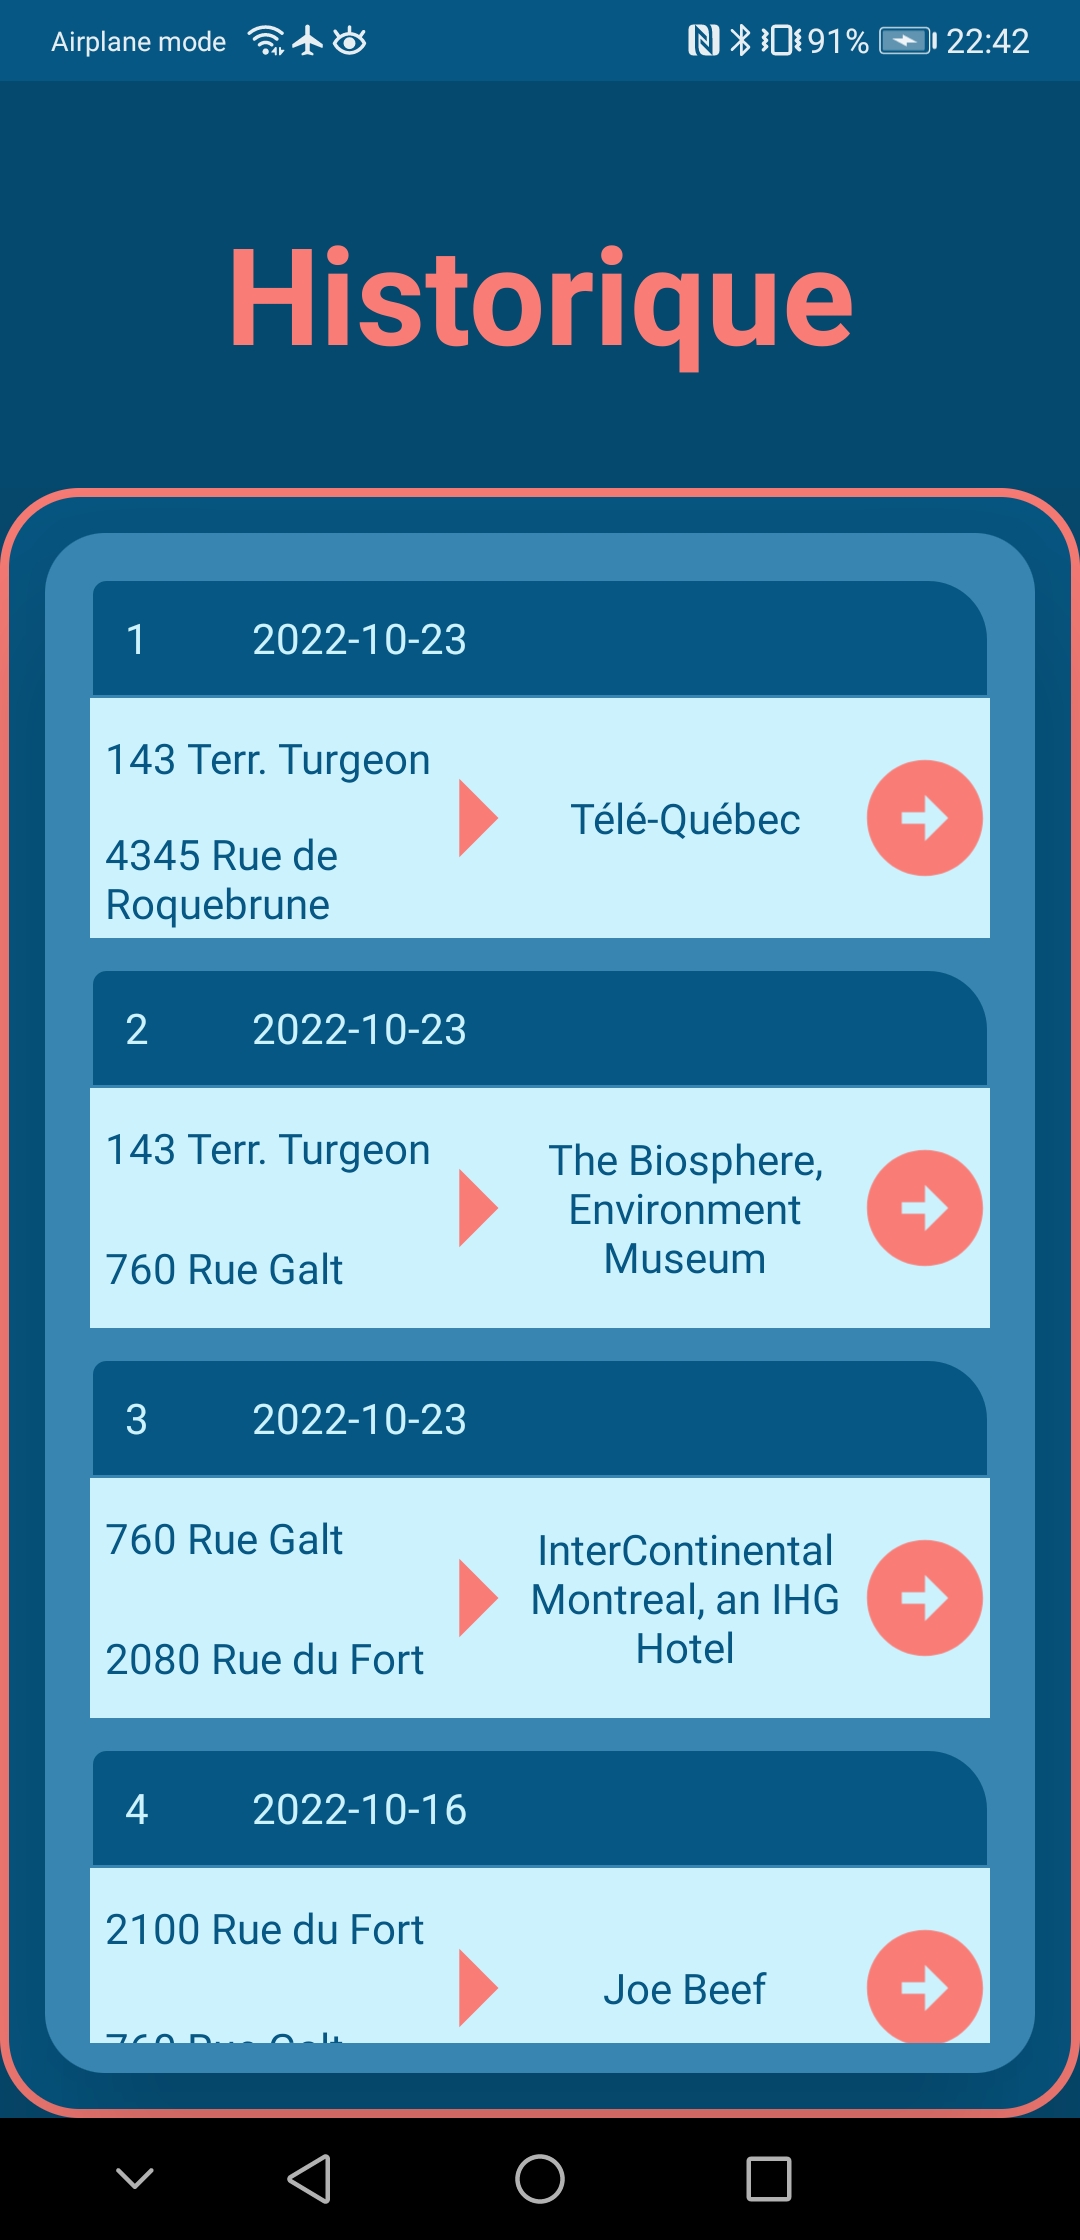 Airplane mode 91% 22:42
Historique
1 2022-10-23
143 Terr. Turgeon
4345 Rue de
Roquebrune
Télé-Québec
2 2022-10-23
143 Terr. Turgeon
760 Rue Galt
The Biosphere,
Environment
Museum
3 2022-10-23
760 Rue Galt
2080 Rue du Fort
InterContinental
Montreal, an IHG
Hotel
4 2022-10-16
2100 Rue du Fort
760 Rue Galt
Joe Beef